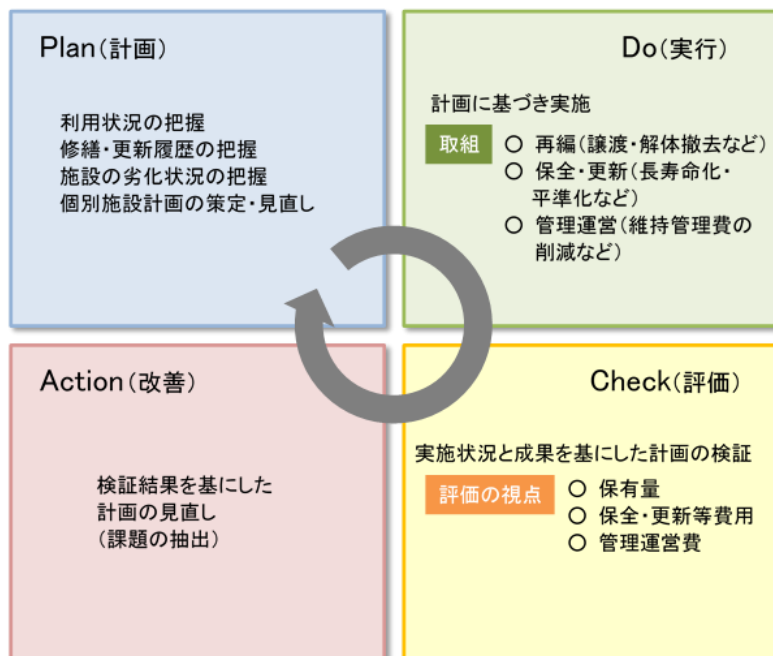 Plan(計画)
利用状況の把握
修繕・更新履歴の把握
施設の劣化状況の把握
個別施設計画の策定・見直し
Do(実行)
計画に基づき実施
取組
○ 再編(譲渡・解体撤去など)
○ 保全・更新(長寿命化・
平準化など)
○ 管理運営(維持管理費の
削減など)
Action(改善)
検証結果を基にした
計画の見直し
(課題の抽出)
Check(評価)
実施状況と成果を基にした計画の検証
評価の視点
○ 保有量
○ 保全・更新等費用
○ 管理運営費